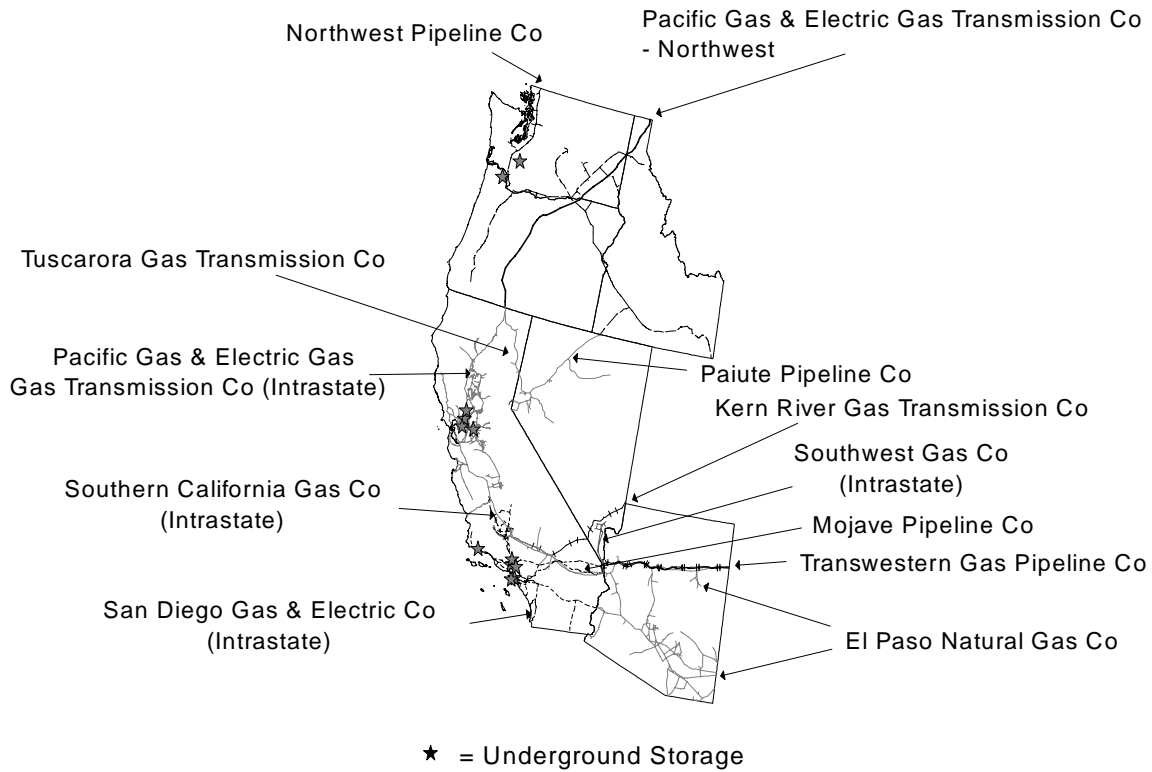 Northwest Pipeline Co
Pacific Gas & Electric Gas Transmission Co
- Northwest
Tuscarora Gas Transmission Co
Pacific Gas & Electric Gas
Gas Transmission Co (Intrastate)
Paiute Pipeline Co
Kern River Gas Transmission Co
Southwest Gas Co
(Intrastate)
Southern California Gas Co
(Intrastate)
Mojave Pipeline Co
Transwestern Gas Pipeline Co
San Diego Gas & Electric Co
(Intrastate)
El Paso Natural Gas Co
= Underground Storage